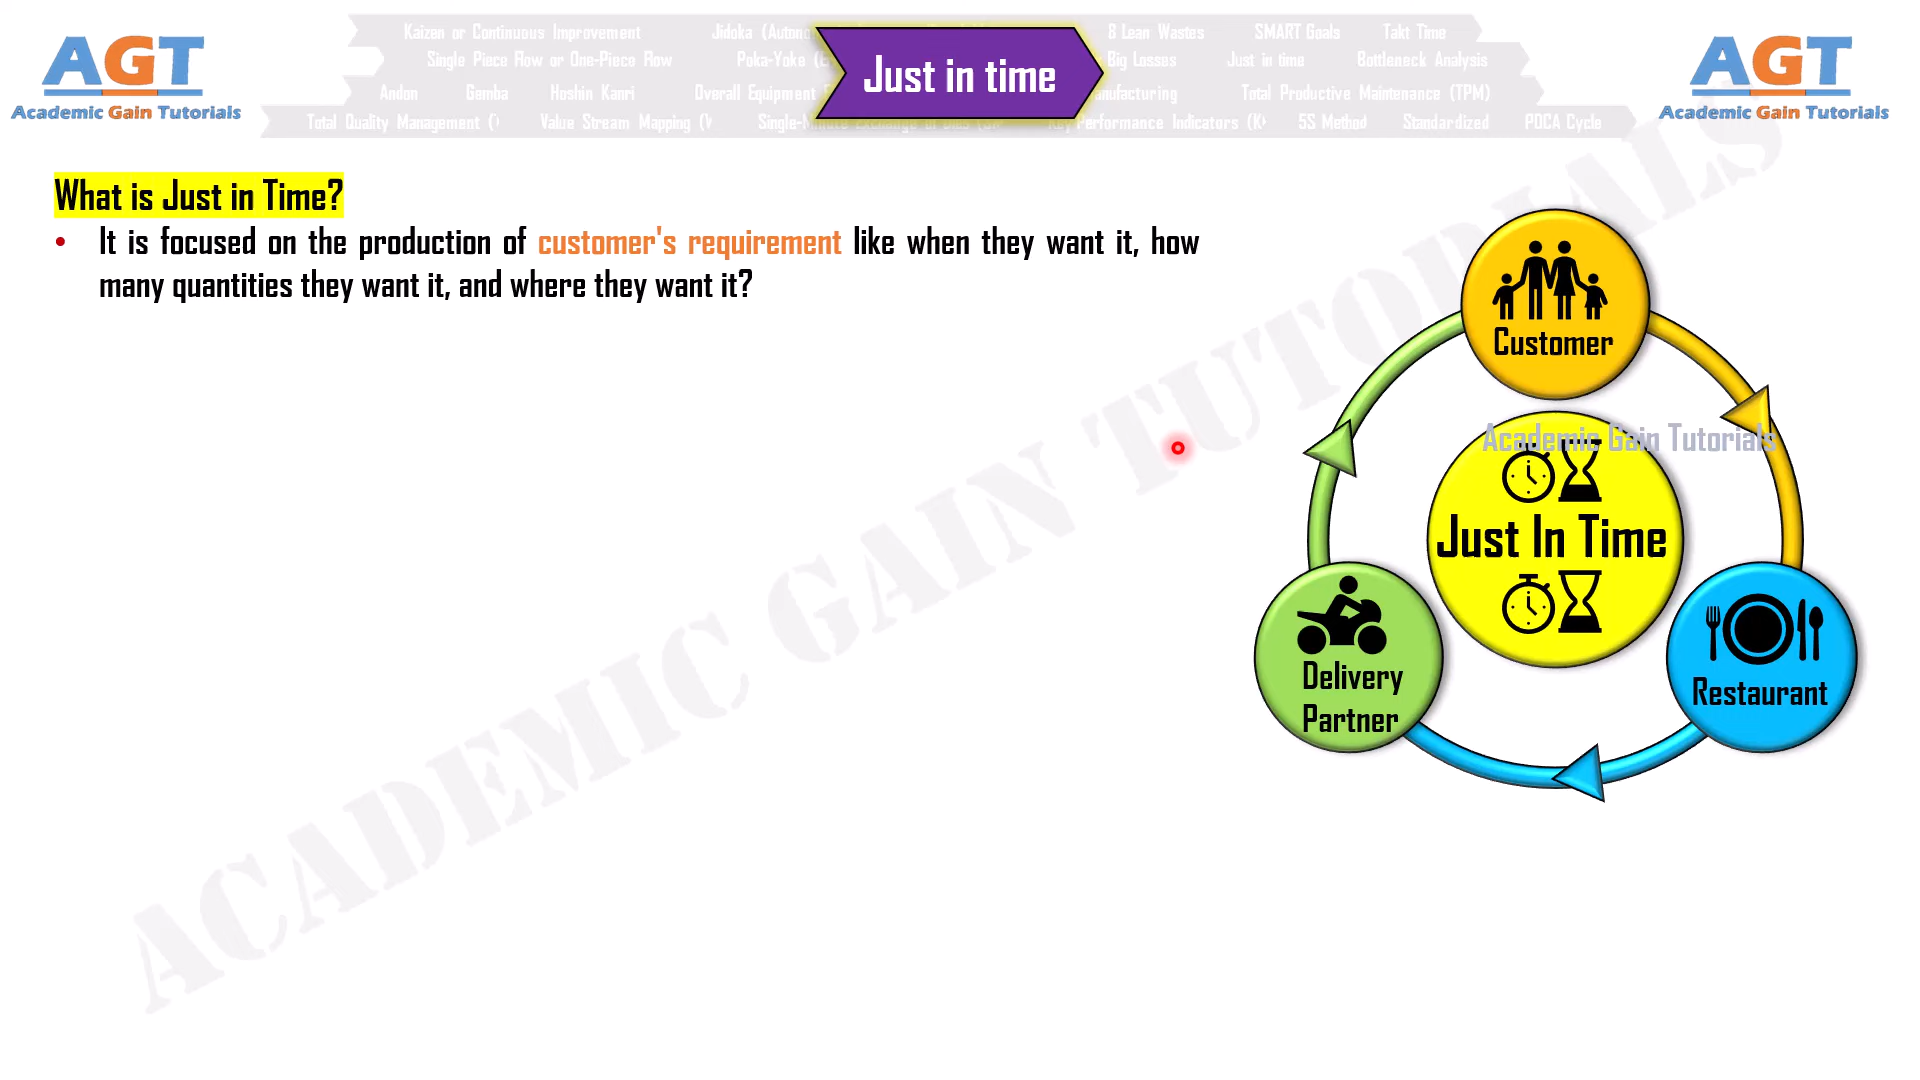 Kaizen or Continuous Improvement
8 Lean Wastes
SMART Goals
Takt Time
Single Piece Flow or One-Piece Flow
Big Losses
Just in time
Bottleneck Analysis
Andon
Gemba
Hoshin Kanri
Overall Equipment
Total Productive Maintenance (TPM)
Total Quality Management
Value Stream Mapping
Performance Indicators
5S Method
Standardized
PDCA Cycle
AGT
Academic Gain Tutorials
Just in time
AGT
Academic Gain Tutorials
What is Just in Time?
• It is focused on the production of customer's requirement like when they want it, how
many quantities they want it, and where they want it?
Customer
Academic Gain Tutorials
Just In Time
Delivery
Partner
Restaurant
ACADEMIC GAIN TUTORIALS